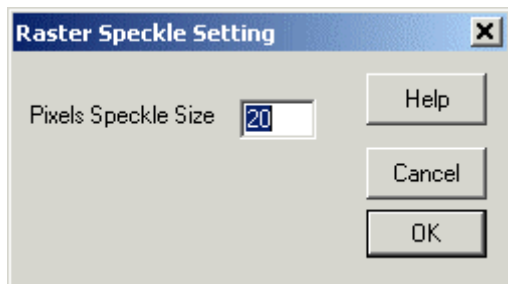 Raster Speckle Setting
Pixels Speckle Size 20
Help
Cancel
OK